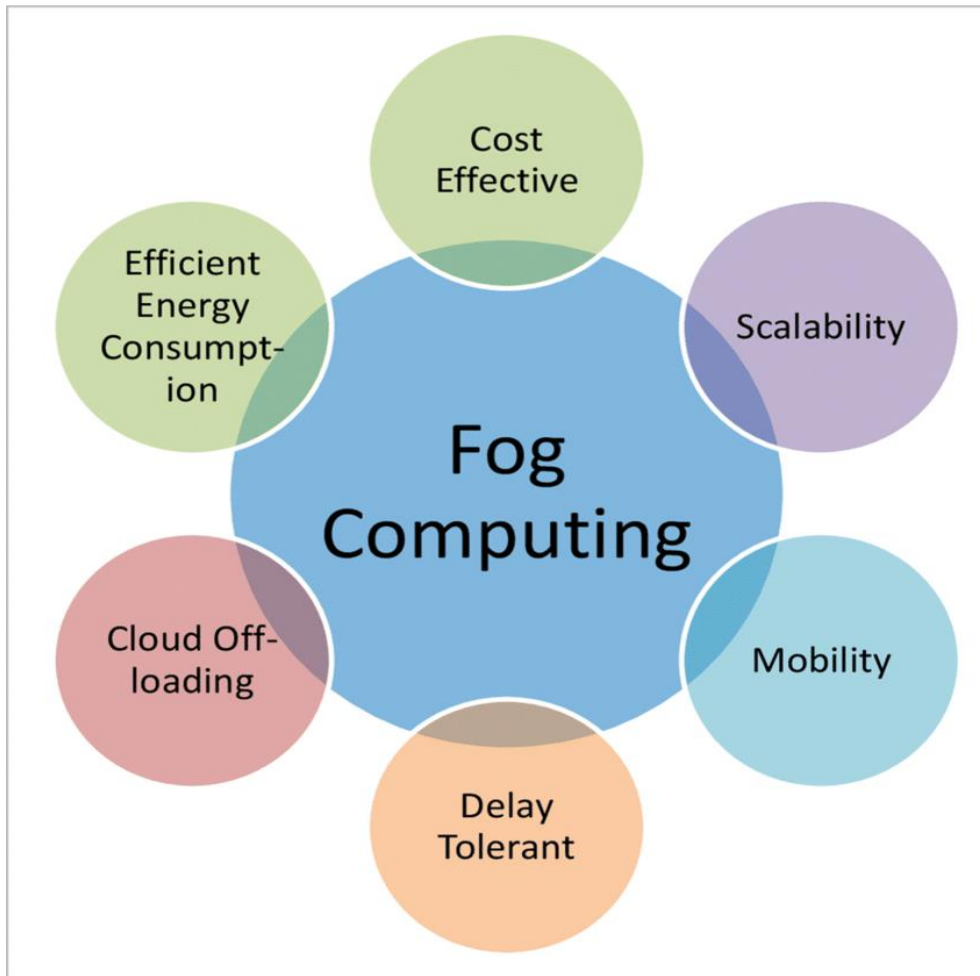 Cost
Effective
Efficient
Energy
Consumpt-
ion
Scalability
Fog
Computing
Cloud Off-
loading
Mobility
Delay
Tolerant